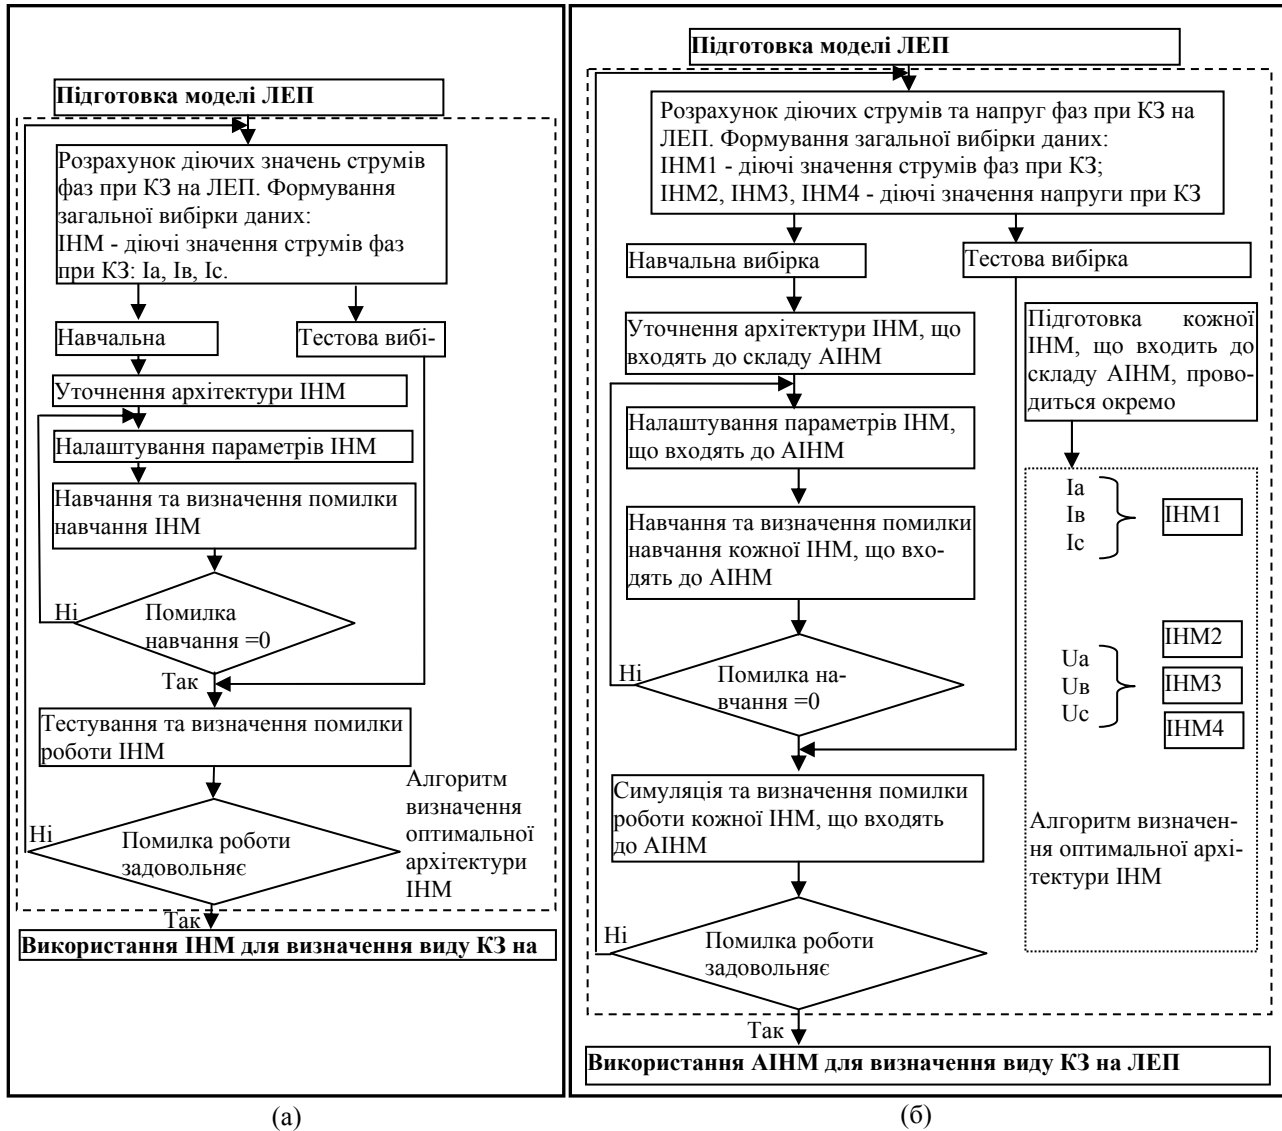 Підготовка моделі ЛЕП
Розрахунок діючих значень струмів
фаз при КЗ на ЛЕП. Формування
загальної вибірки даних:
ІНМ - діючі значення струмів фаз
при КЗ: Іа, Ів, Іс.
Навчальна
Тестова вибі-
Уточнення архітектури ІНМ
Налаштування параметрів ІНМ
Навчання та визначення помилки
навчання ІНМ
Ні
Помилка
навчання =0
Так
Тестування та визначення помилки
роботи ІНМ
Алгоритм
визначення
оптимальної
архітектури
ІНМ
Ні
Помилка роботи
задовольняє
Так
Використання ІНМ для визначення виду КЗ на
(а)
Підготовка моделі ЛЕП
Розрахунок діючих струмів та напруг фаз при КЗ на
ЛЕП. Формування загальної вибірки даних:
ІНМ1 - діючі значення струмів фаз при КЗ;
ІНМ2, ІНМ3, ІНМ4 - діючі значення напруги при КЗ
Навчальна вибірка
Тестова вибірка
Уточнення архітектури ІНМ, що
входять до складу АІНМ
Підготовка кожної
ІНМ, що входить до
складу АІНМ, прово-
диться окремо
Налаштування параметрів ІНМ,
що входять до АІНМ
Навчання та визначення помилки
навчання кожної ІНМ, що вхо-
дять до АІНМ
Іа
Ів
Іс
ІНМ1
Ні
Помилка на-
вчання =0
Uа
Uв
Uс
ІНМ2
ІНМ3
ІНМ4
Симуляція та визначення помилки
роботи кожної ІНМ, що входять
до АІНМ
Алгоритм визначен-
ня оптимальної архі-
тектури ІНМ
Ні
Помилка роботи
задовольняє
Так
Використання АІНМ для визначення виду КЗ на ЛЕП
(б)